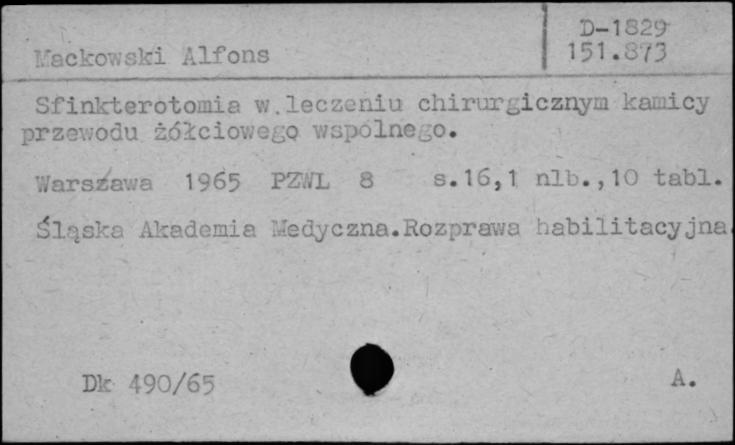 D-1829
Mackowski Alfons 151.873
Sfinkterotomia w leczeniu chirurgicznym kamicy
przewodu żółciowego wspólnego.
Warszawa 1965 PZWL 8 s.16,1 nlb.,10 tabl.
Śląska Akademia Medyczna.Rozprawa habilitacyjna.
Dk 490/65 A.